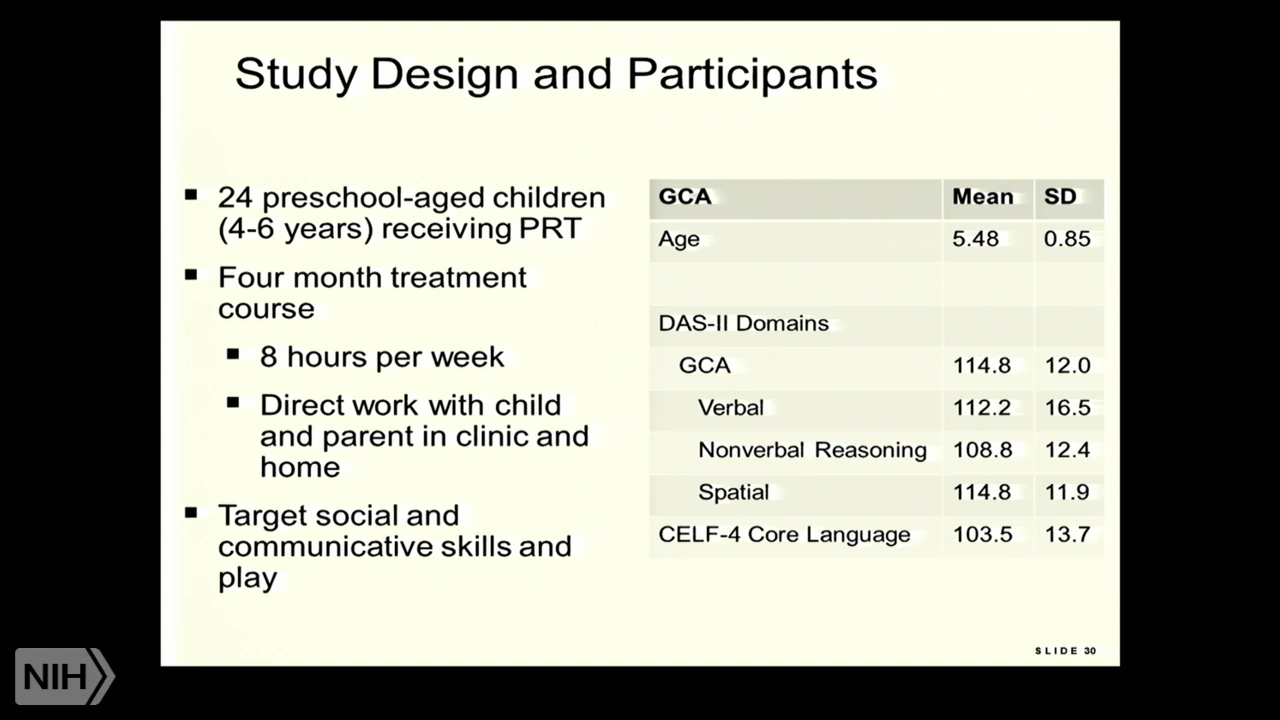 Study Design and Participants
24 preschool-aged children
(4-6 years) receiving PRT
Four month treatment
course
8 hours per week
Direct work with child
and parent in clinic and
home
Target social and
communicative skills and
play
GCA Mean SD
Age 5.48 0.85
DAS-II Domains
GCA 114.8 12.0
Verbal 112.2 16.5
Nonverbal Reasoning 108.8 12.4
Spatial 114.8 11.9
CELF-4 Core Language 103.5 13.7
SLIDE 30
NIH